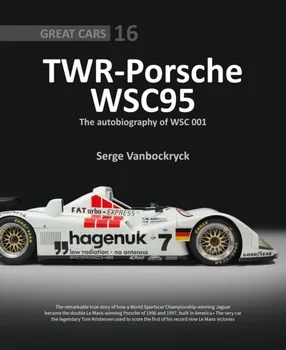 GREAT CARS 16
TWR-Porsche
WSC95
The autobiography of WSC 001
Serge Vanbockryck
FAT turbo-EXPRESS
hagenuk
7
low radiation - no antenna
The remarkable true story of how a World Sportscar Championship-winning Jaguar
became the double Le Mans winning Porsche of 1996 and 1997, built in America • The very car
the legendary Tom Kristensen used to score the first of his record nine Le Mans victories